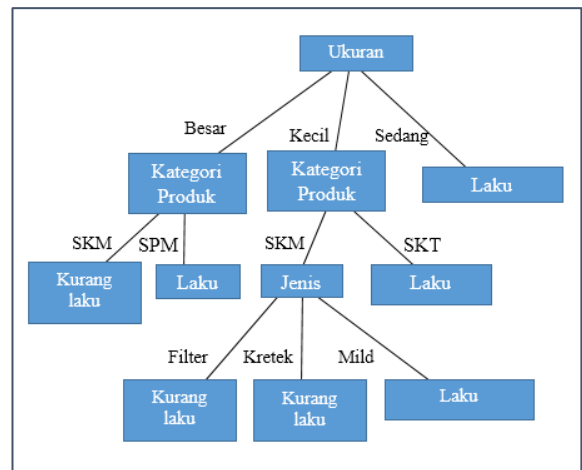 Ukuran
Besar
Kecil
Sedang
Kategori
Produk
Kategori
Produk
Laku
SKM
SPM
SKM
SKT
Kurang
laku
Laku
Jenis
Laku
Filter
Kretek
Mild
Kurang
laku
Kurang
laku
Laku